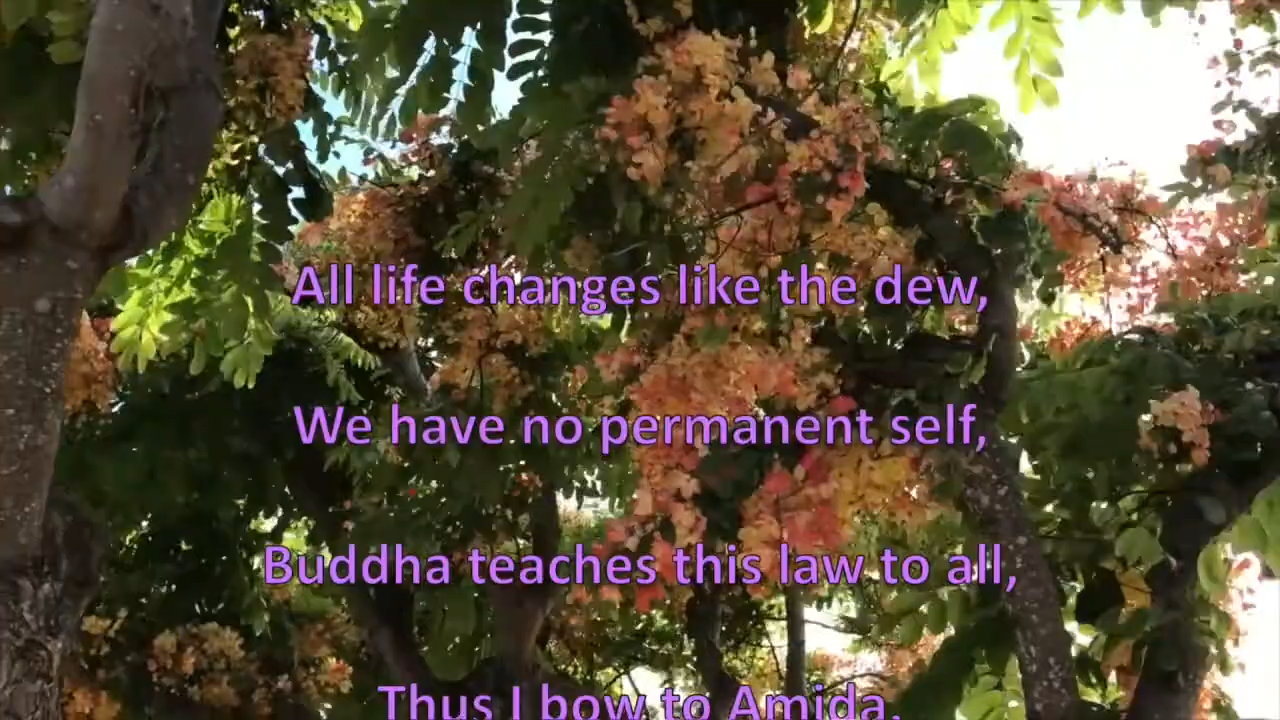 All life changes like the dew,
We have no permanent self,
Buddha teaches this law to all,
Thus I bow to Amida.